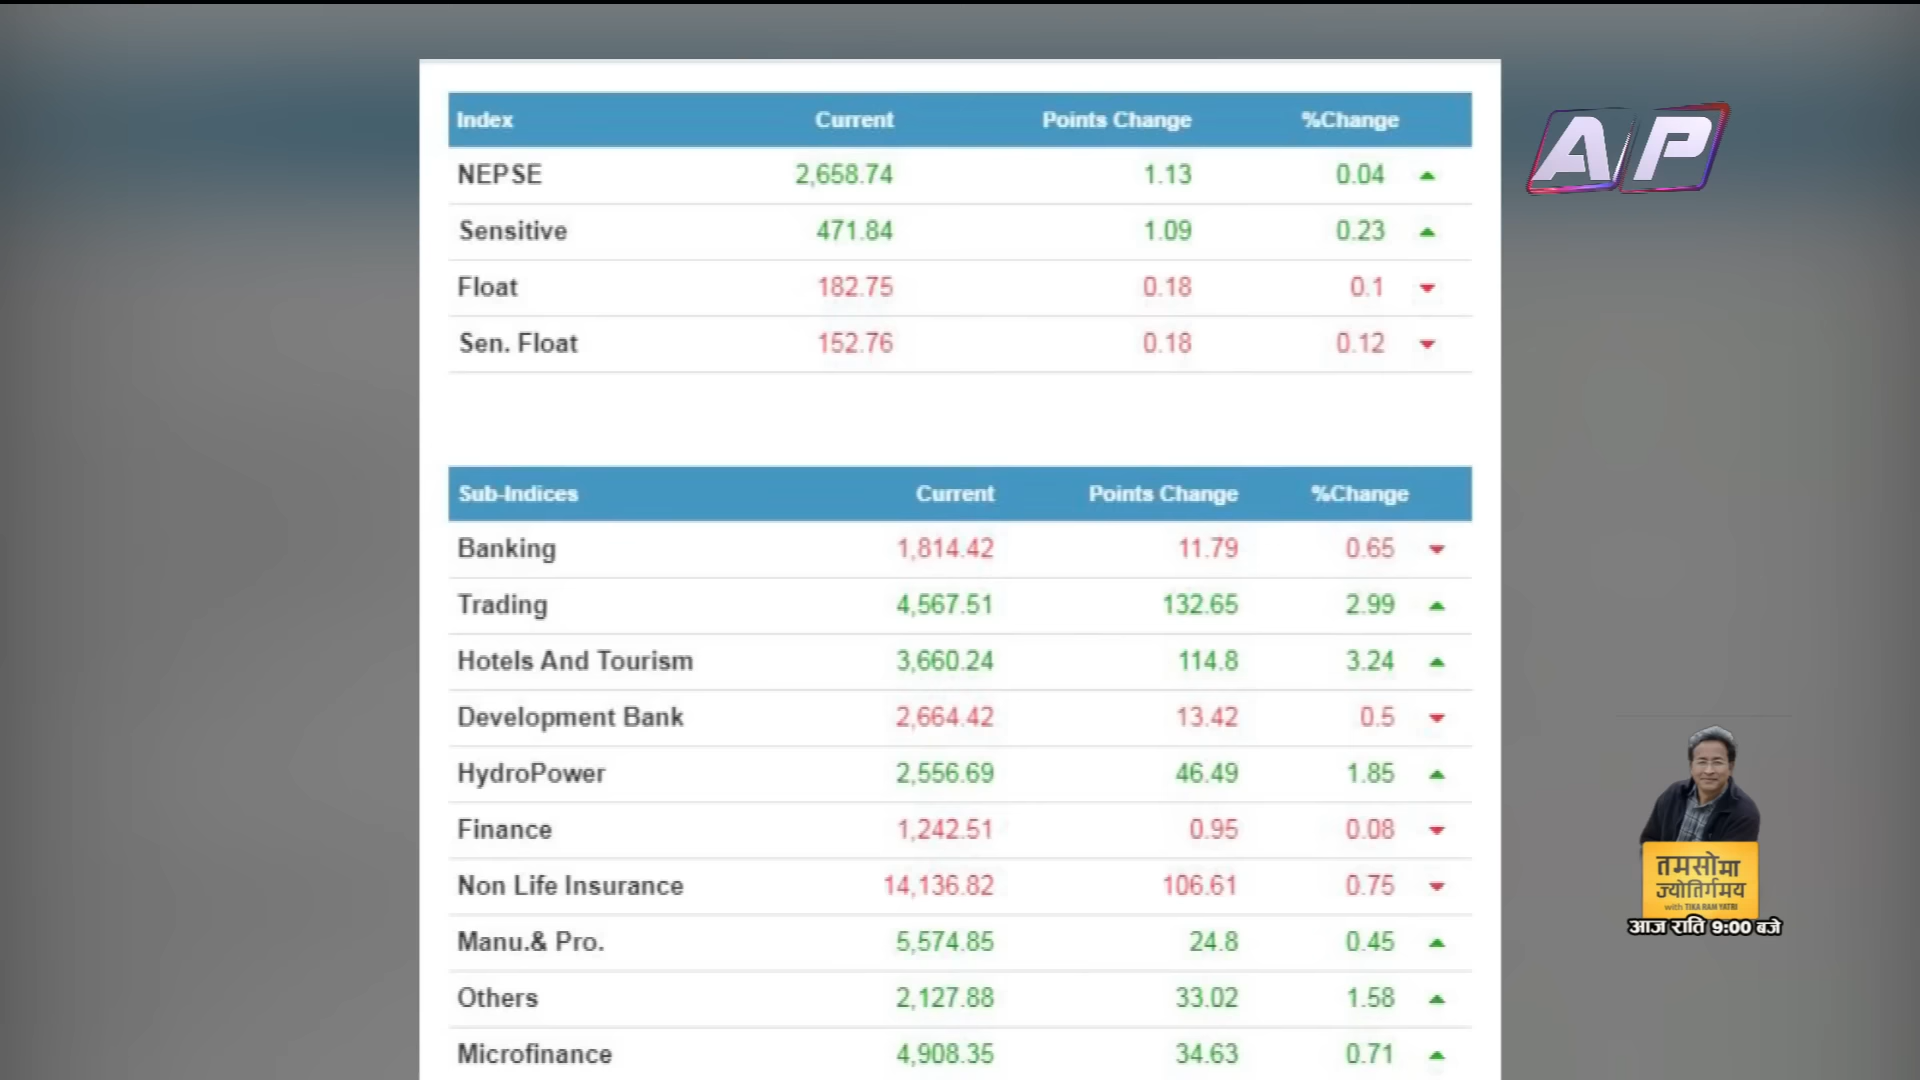 Index Current Points Change %Change
NEPSE 2,658.74 1.13 0.04
Sensitive 471.84 1.09 0.23
Float 182.75 0.18 0.1
Sen. Float 152.76 0.18 0.12
Sub-Indices Current Points Change %Change
Banking 1,814.42 11.79 0.65
Trading 4,567.51 132.65 2.99
Hotels And Tourism 3,660.24 114.8 3.24
Development Bank 2,664.42 13.42 0.5
HydroPower 2,556.69 46.49 1.85
Finance 1,242.51 0.95 0.08
Non Life Insurance 14,136.82 106.61 0.75
Manu.& Pro. 5,574.85 24.8 0.45
Others 2,127.88 33.02 1.58
Microfinance 4,908.35 34.63 0.71
AP
तमसोमा
ज्योतिर्गमय
with TIKA RAM YATRI
आज राति 9:00 बजे